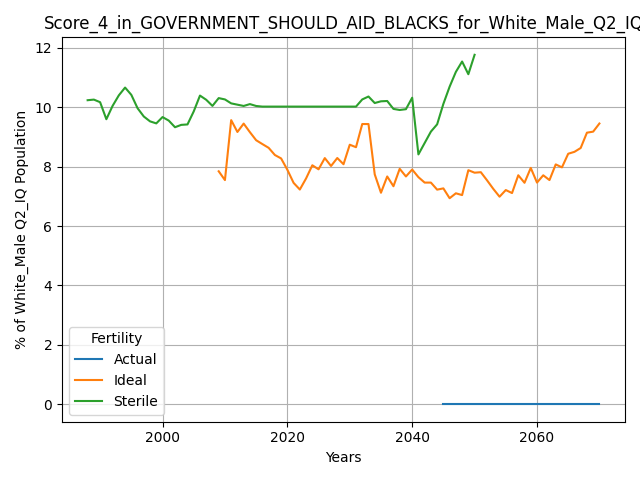 Score_4_in_GOVERNMENT_SHOULD_AID_BLACKS_for_White_Male_Q2_IQ
% of White_Male Q2_IQ Population
12
10
8
6
4
2
0
Fertility
Actual
Ideal
Sterile
2000 2020 2040 2060
Years